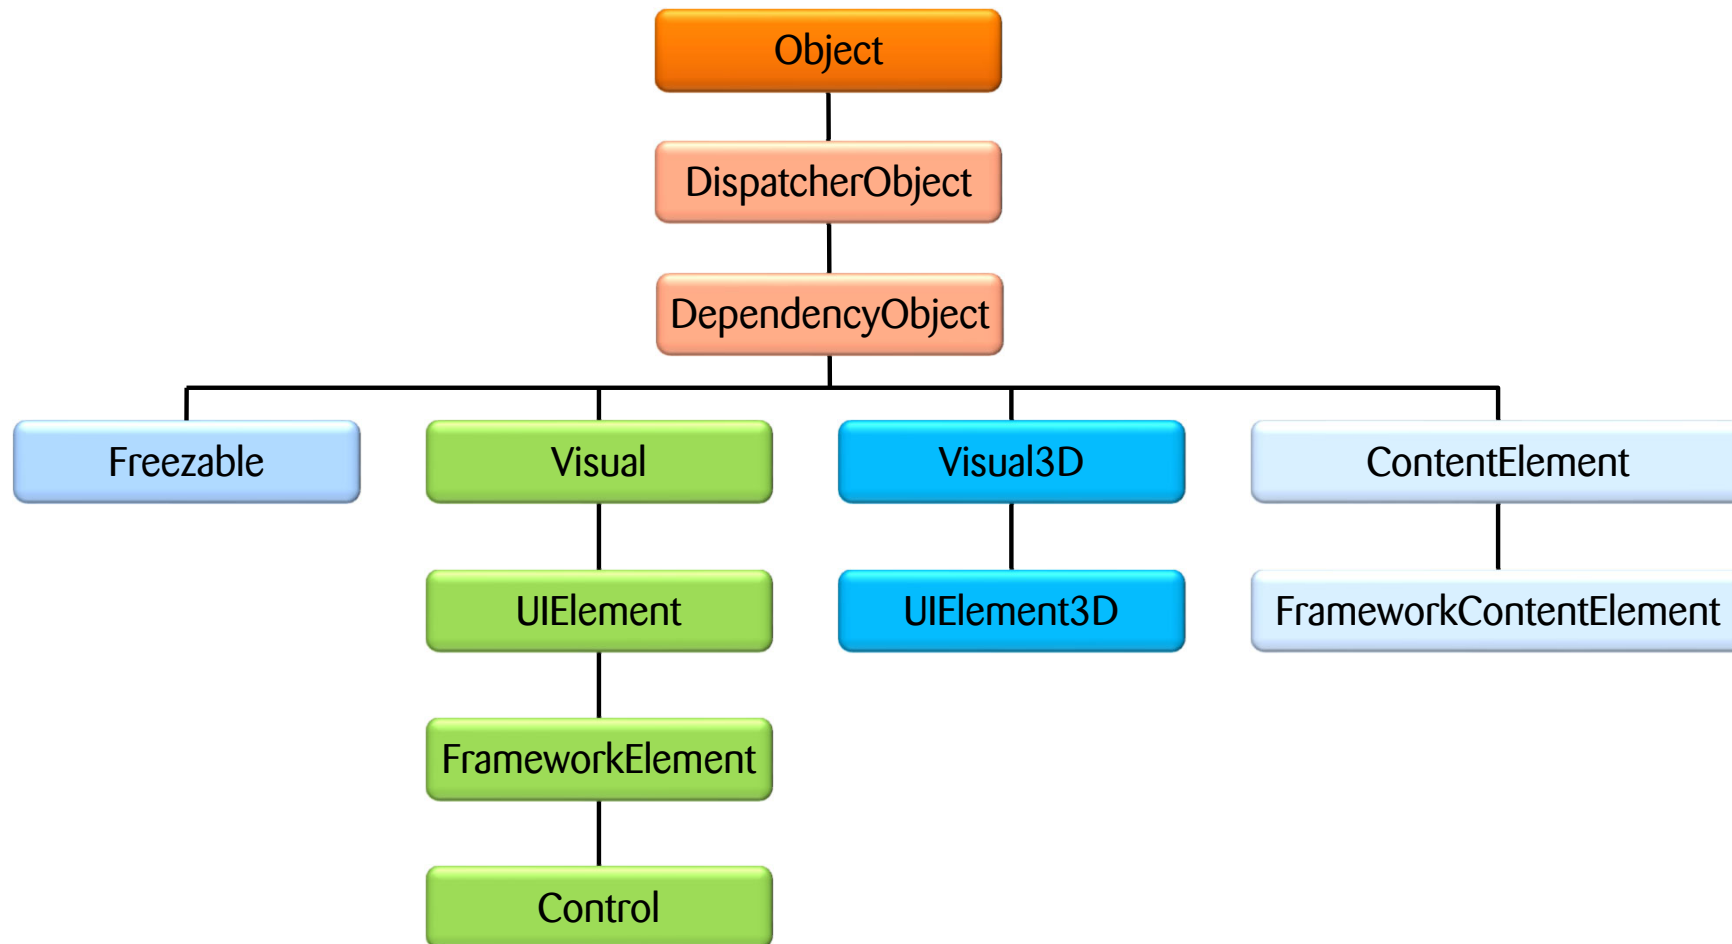 Object
DispatcherObject
DependencyObject
Freezable
Visual
Visual3D
ContentElement
UIElement
UIElement3D
FrameworkContentElement
FrameworkElement
Control